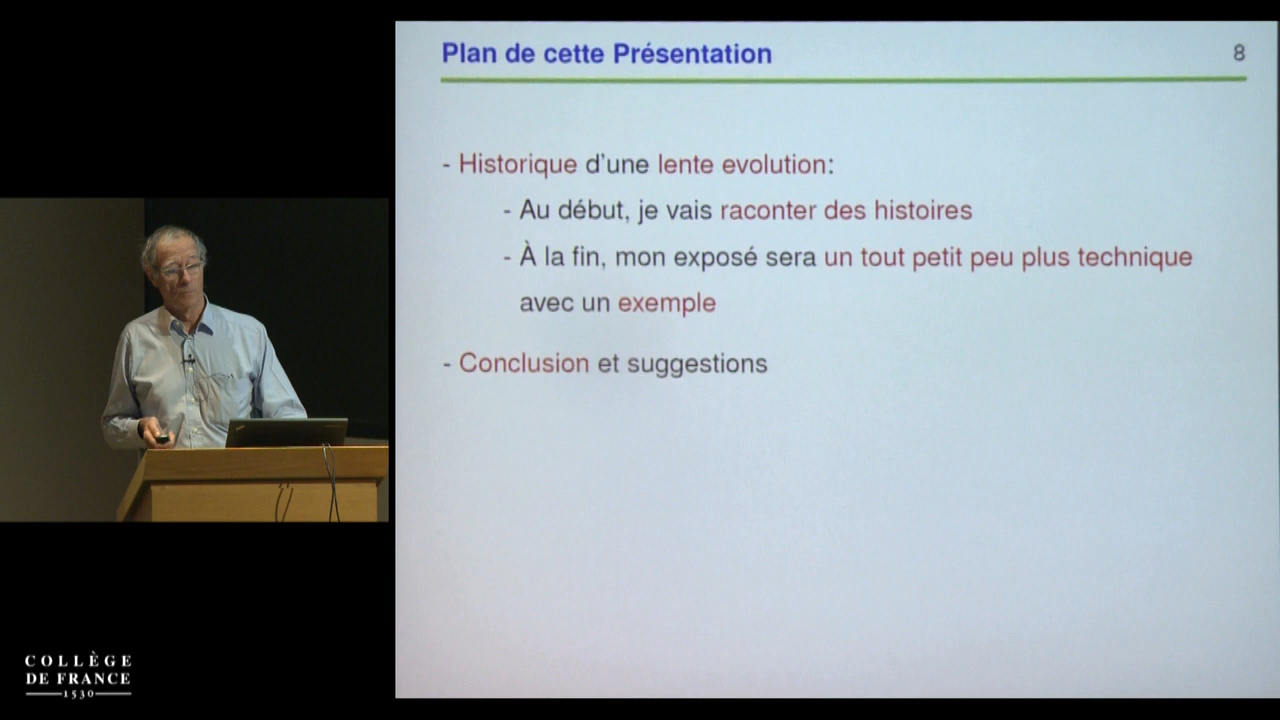 Plan de cette Présentation
8
- Historique d'une lente evolution:
- Au début, je vais raconter des histoires
- À la fin, mon exposé sera un tout petit peu plus technique
avec un exemple
- Conclusion et suggestions
COLLÈGE
DE FRANCE
1530